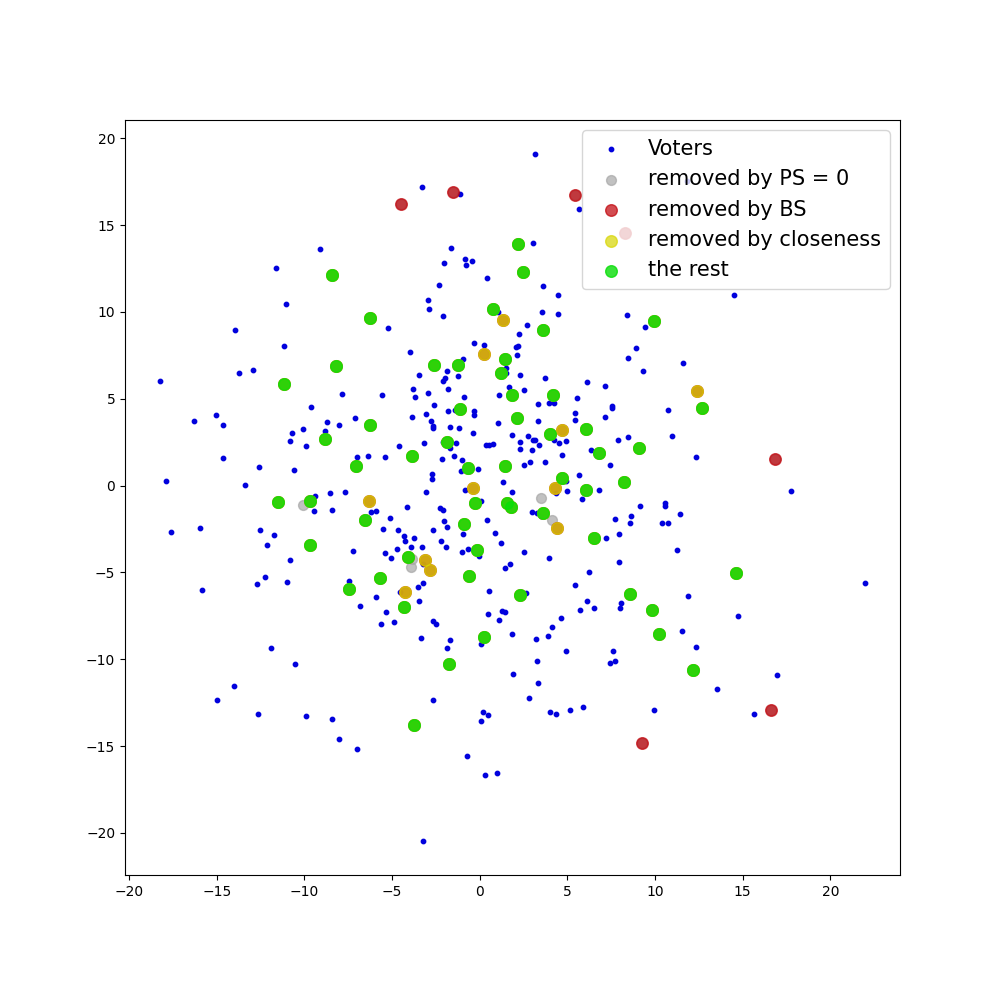 Voters
removed by PS = 0
removed by BS
removed by closeness
the rest
20
15
10
5
0
−5
−10
−15
−20
−20 −15 −10 −5 0 5 10 15 20